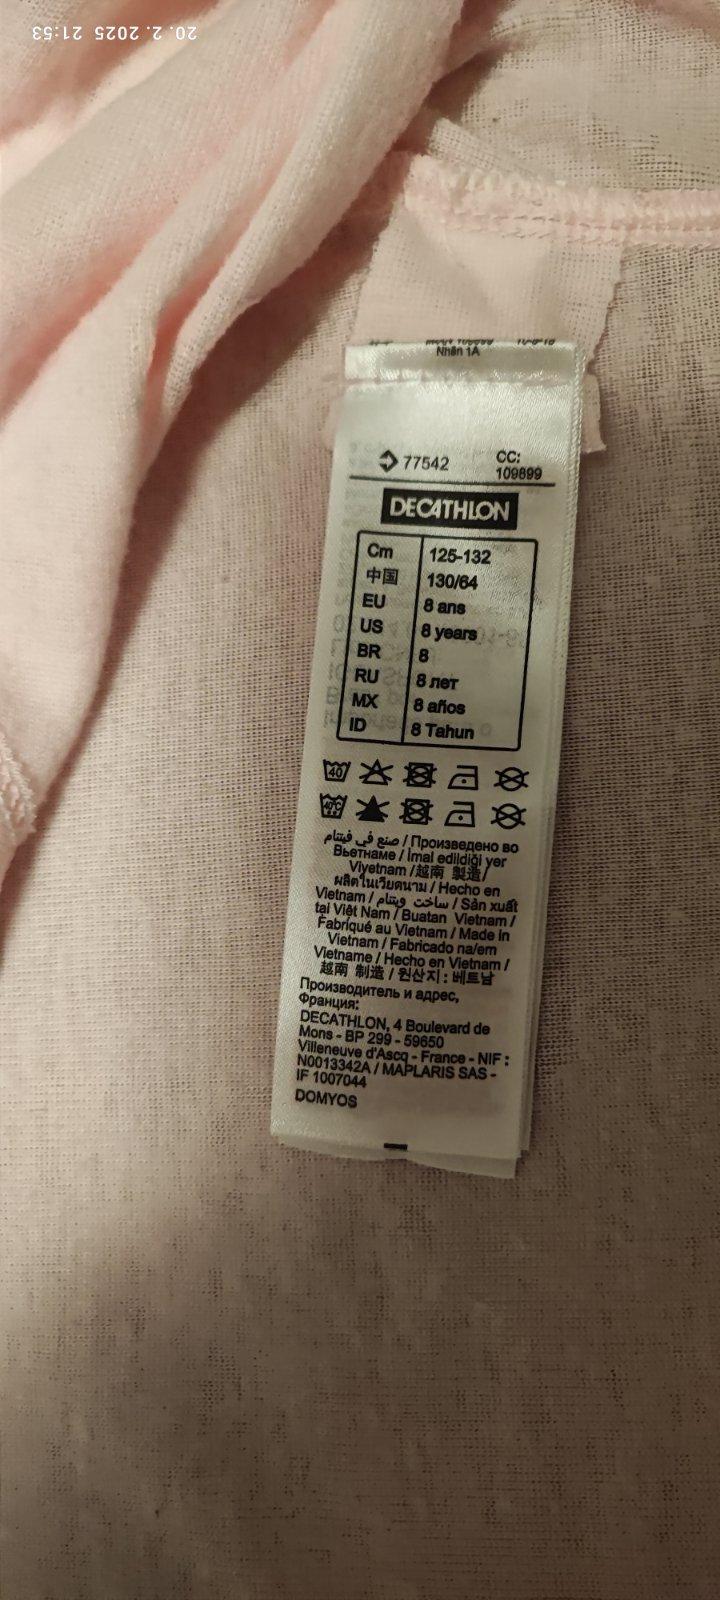 20. 2. 2025 21:53
Nhãn 1A
77542
CC:
109899
DECATHLON
Cm 125-132
中国 130/64
EU 8 ans
US 8 years
BR 8
RU 8 лет
MX 8 años
ID 8 Tahun
40
40°C
صنع في فيتنام / Произведено во
Вьетнаме / İmal edildiği yer
Viyetnam / 越南 製造 /
ผลิตในเวียดนาม / Hecho en
Vietnam / ساخت ویتنام / Sản xuất
tại Việt Nam / Buatan Vietnam /
Fabriqué au Vietnam / Made in
Vietnam / Fabricado na/em
Vietname / Hecho en Vietnam /
越南 制造 / 원산지 : 베트남
Производитель и адрес,
Франция:
DECATHLON, 4 Boulevard de
Mons - BP 299 - 59650
Villeneuve d'Ascq - France - NIF :
N0013342A / MAPLARIS SAS -
IF 1007044
DOMYOS